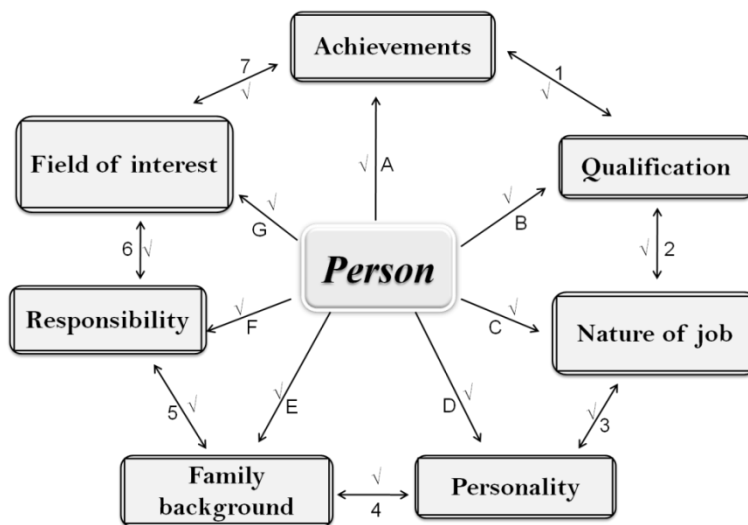 Achievements
7
√
1
√
Field of interest
√
A
Qualification
√
G
√
B
Person
6
√
√
2
Responsibility
√
F
√
C
Nature of job
5
√
√
E
√
D
√
3
Family
background
√
4
Personality